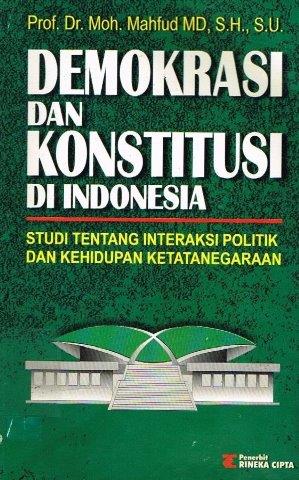 Prof. Dr. Moh. Mahfud MD, S.H., S.U.
DEMOKRASI
DAN
KONSTITUSI
DI INDONESIA
STUDI TENTANG INTERAKSI POLITIK
DAN KEHIDUPAN KETATANEGARAAN
Penerbit
RINEKA CIPTA